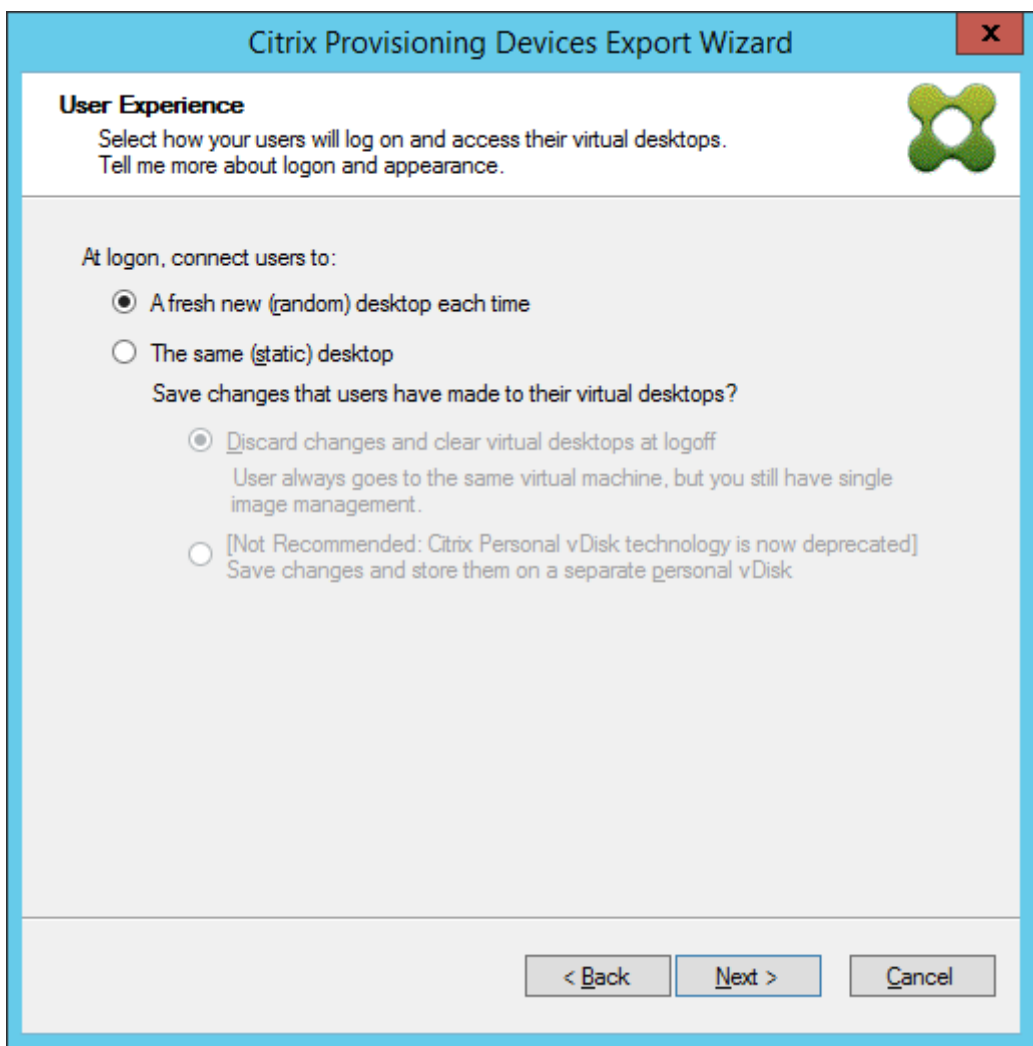 Citrix Provisioning Devices Export Wizard
x
User Experience
Select how your users will log on and access their virtual desktops.
Tell me more about logon and appearance.
At logon, connect users to:
A fresh new (random) desktop each time
The same (static) desktop
Save changes that users have made to their virtual desktops?
Discard changes and clear virtual desktops at logoff
User always goes to the same virtual machine, but you still have single
image management.
[Not Recommended: Citrix Personal vDisk technology is now deprecated]
Save changes and store them on a separate personal vDisk
< Back
Next >
Cancel